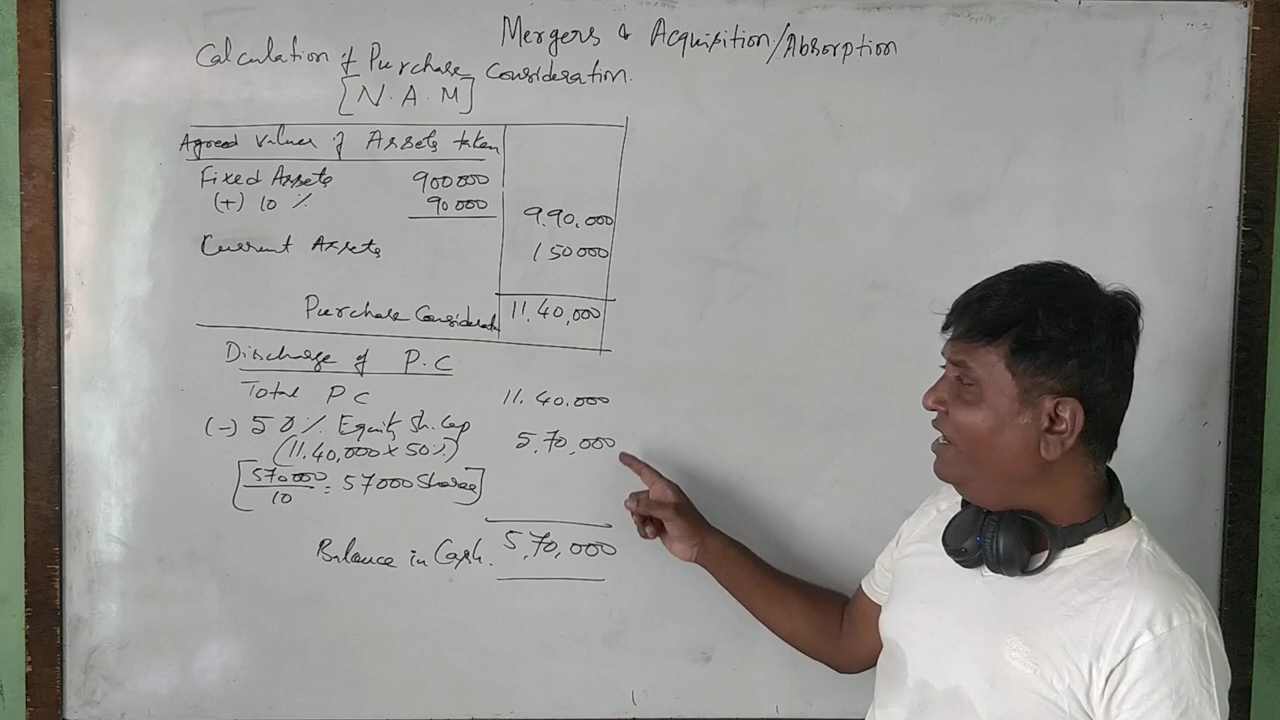 Mergers & Acquisition/Absorption
Calculation of Purchase Consideration.
[N.A.M]
Agreed Values of Assets taken
Fixed Assets 900000
(+) 10 % 90000 9,90,000
Current Assets 150000
Purchase Considerat 11,40,000
Discharge of P.C
Total PC 11.40.000
(-) 50% Equity Sh. Cap 5,70,000
(11,40,000 X 50%)
[570000/10 = 57000 Shares]
Balance in Cash. 5,70,000